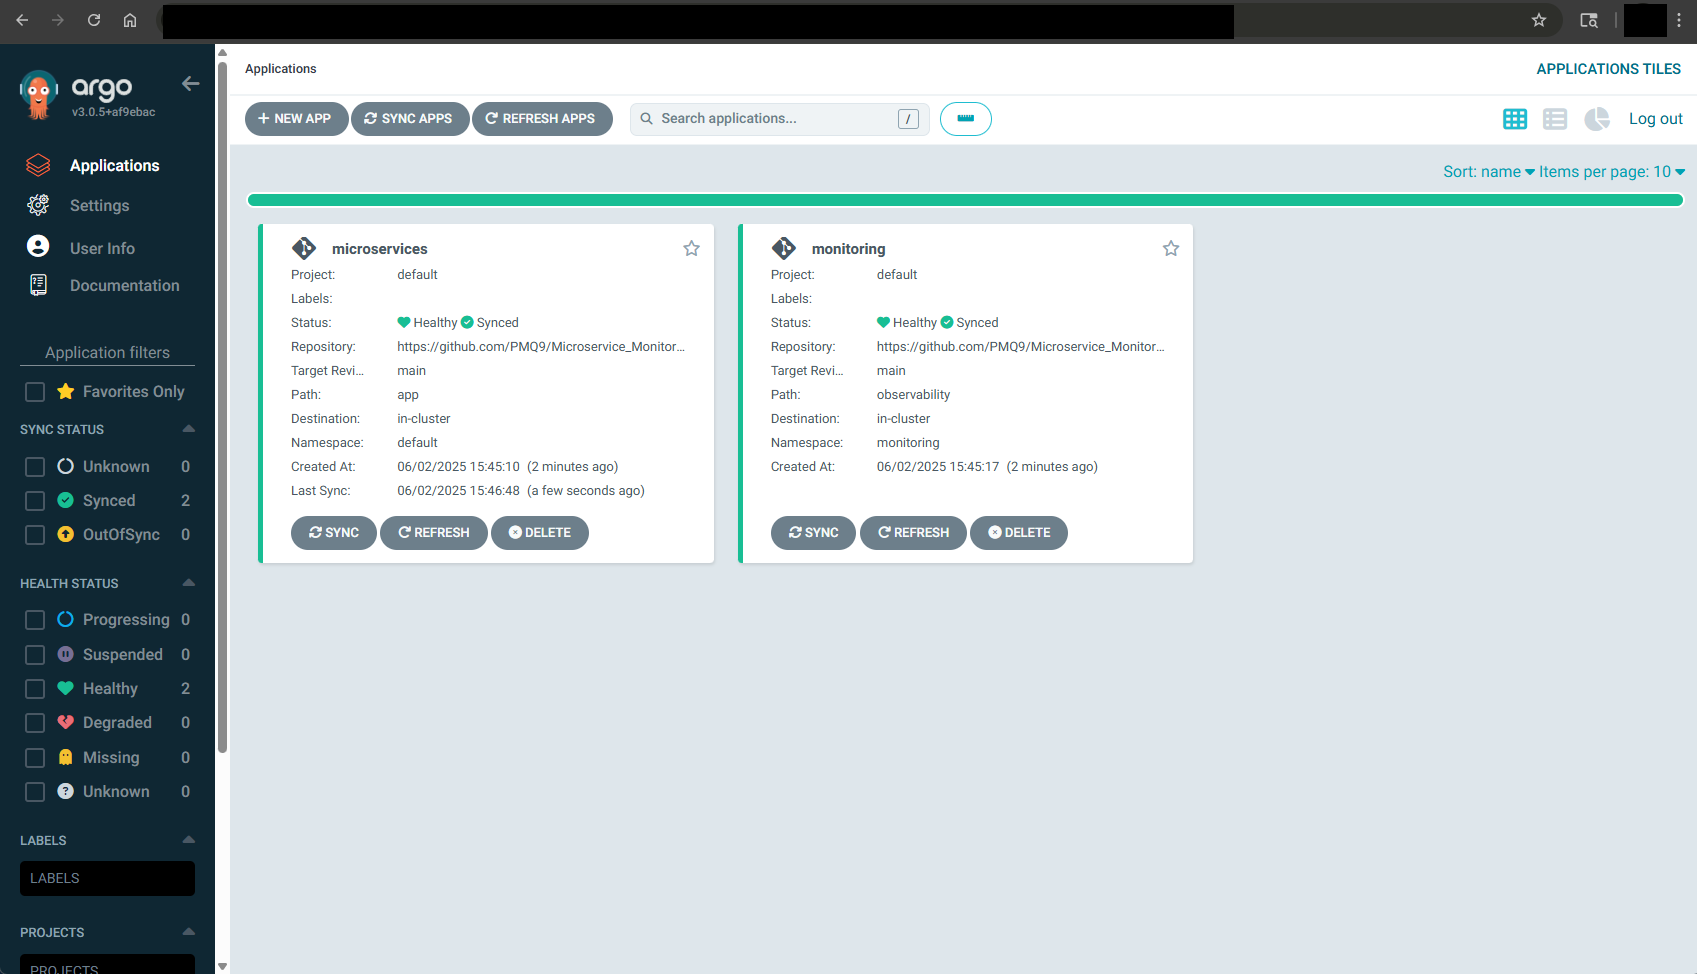 argo
v3.0.5+af9ebac
Applications
Settings
User Info
Documentation
Application filters
Favorites Only
SYNC STATUS
Unknown 0
Synced 2
OutOfSync 0
HEALTH STATUS
Progressing 0
Suspended 0
Healthy 2
Degraded 0
Missing 0
Unknown 0
LABELS
LABELS
PROJECTS
PROJECTS
Applications
APPLICATIONS TILES
NEW APP SYNC APPS REFRESH APPS Search applications... / Log out
Sort: name Items per page: 10
microservices
Project: default
Labels:
Status: Healthy Synced
Repository: https://github.com/PMQ9/Microservice_Monitor...
Target Revi... main
Path: app
Destination: in-cluster
Namespace: default
Created At: 06/02/2025 15:45:10 (2 minutes ago)
Last Sync: 06/02/2025 15:46:48 (a few seconds ago)
SYNC REFRESH DELETE
monitoring
Project: default
Labels:
Status: Healthy Synced
Repository: https://github.com/PMQ9/Microservice_Monitor...
Target Revi... main
Path: observability
Destination: in-cluster
Namespace: monitoring
Created At: 06/02/2025 15:45:17 (2 minutes ago)
SYNC REFRESH DELETE